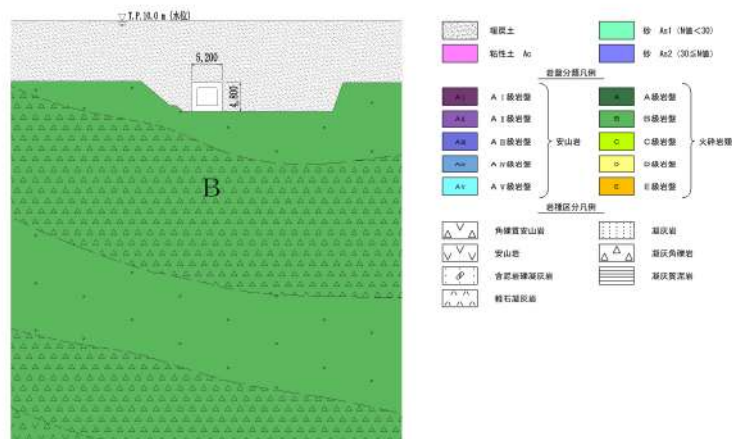 ▽T.P.10.0 m (水位)
5,200
4,800
B
埋戻土
砂 As1 (N値<30)
粘性土 Ac
砂 As2 (30≦N値)
岩盤分類凡例
AⅠ AⅠ級岩盤
A A級岩盤
AⅡ AⅡ級岩盤
B B級岩盤
AⅢ AⅢ級岩盤
安山岩
C C級岩盤
火砕岩類
AⅣ AⅣ級岩盤
D D級岩盤
AⅤ AⅤ級岩盤
E E級岩盤
岩種区分凡例
角礫質安山岩
凝灰岩
安山岩
凝灰角礫岩
含泥岩礫凝灰岩
凝灰質泥岩
軽石凝灰岩